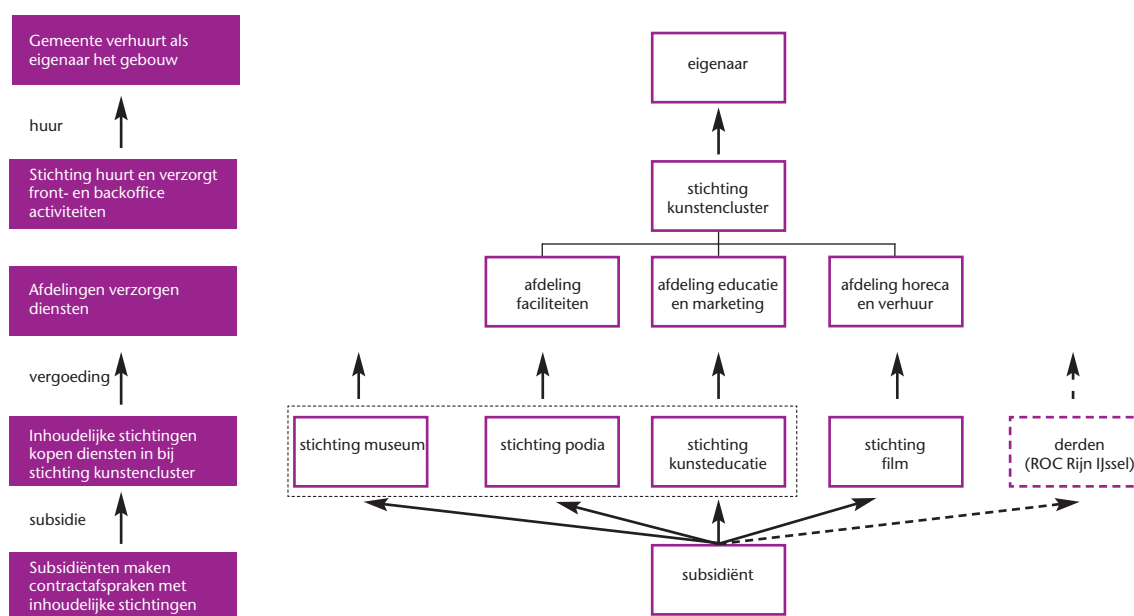 Gemeente verhuurt als
eigenaar het gebouw
huur
Stichting huurt en verzorgt
front- en backoffice
activiteiten
Afdelingen verzorgen
diensten
vergoeding
Inhoudelijke stichtingen
kopen diensten in bij
stichting kunstencluster
subsidie
Subsidiënten maken
contractafspraken met
inhoudelijke stichtingen
eigenaar
stichting
kunstencluster
afdeling
faciliteiten
afdeling educatie
en marketing
afdeling horeca
en verhuur
stichting museum
stichting podia
stichting
kunsteducatie
stichting
film
derden
(ROC Rijn IJssel)
subsidiënt